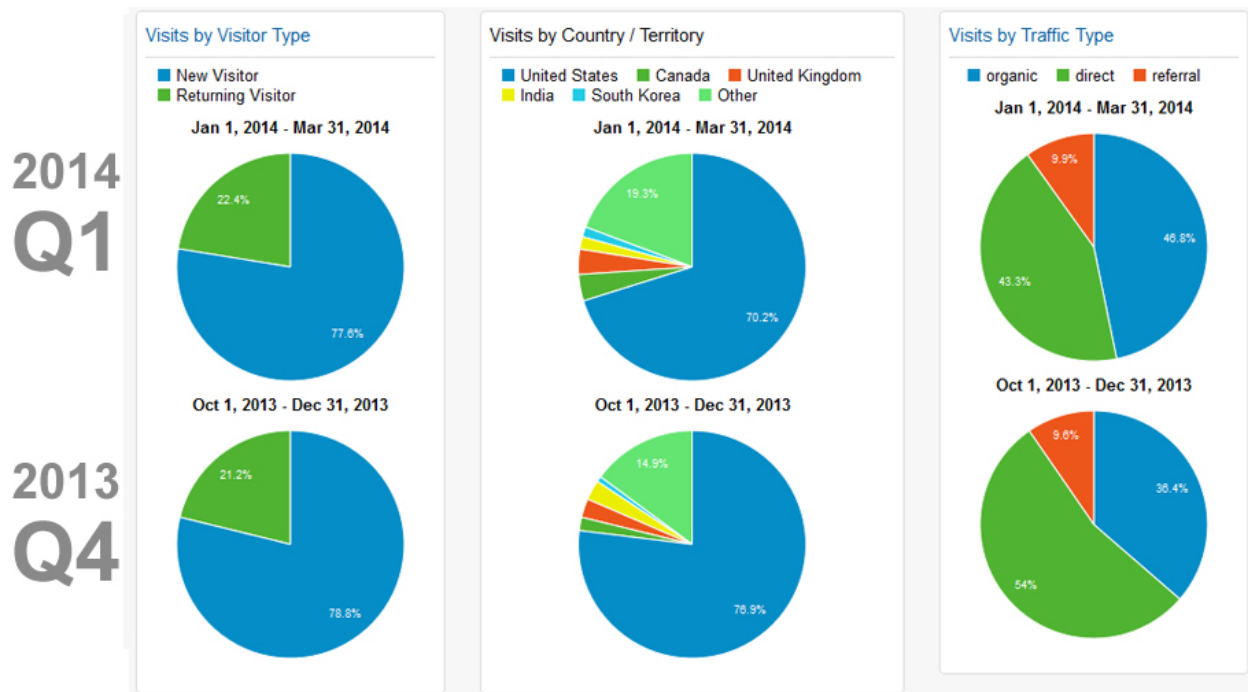 2014
Q1
2013
Q4
Visits by Visitor Type
New Visitor
Returning Visitor
Jan 1, 2014 - Mar 31, 2014
22.4%
77.6%
Oct 1, 2013 - Dec 31, 2013
21.2%
78.8%
Visits by Country / Territory
United States Canada United Kingdom
India South Korea Other
Jan 1, 2014 - Mar 31, 2014
19.3%
70.2%
Oct 1, 2013 - Dec 31, 2013
14.9%
76.9%
Visits by Traffic Type
organic direct referral
Jan 1, 2014 - Mar 31, 2014
9.9%
46.8%
43.3%
Oct 1, 2013 - Dec 31, 2013
9.6%
36.4%
54%